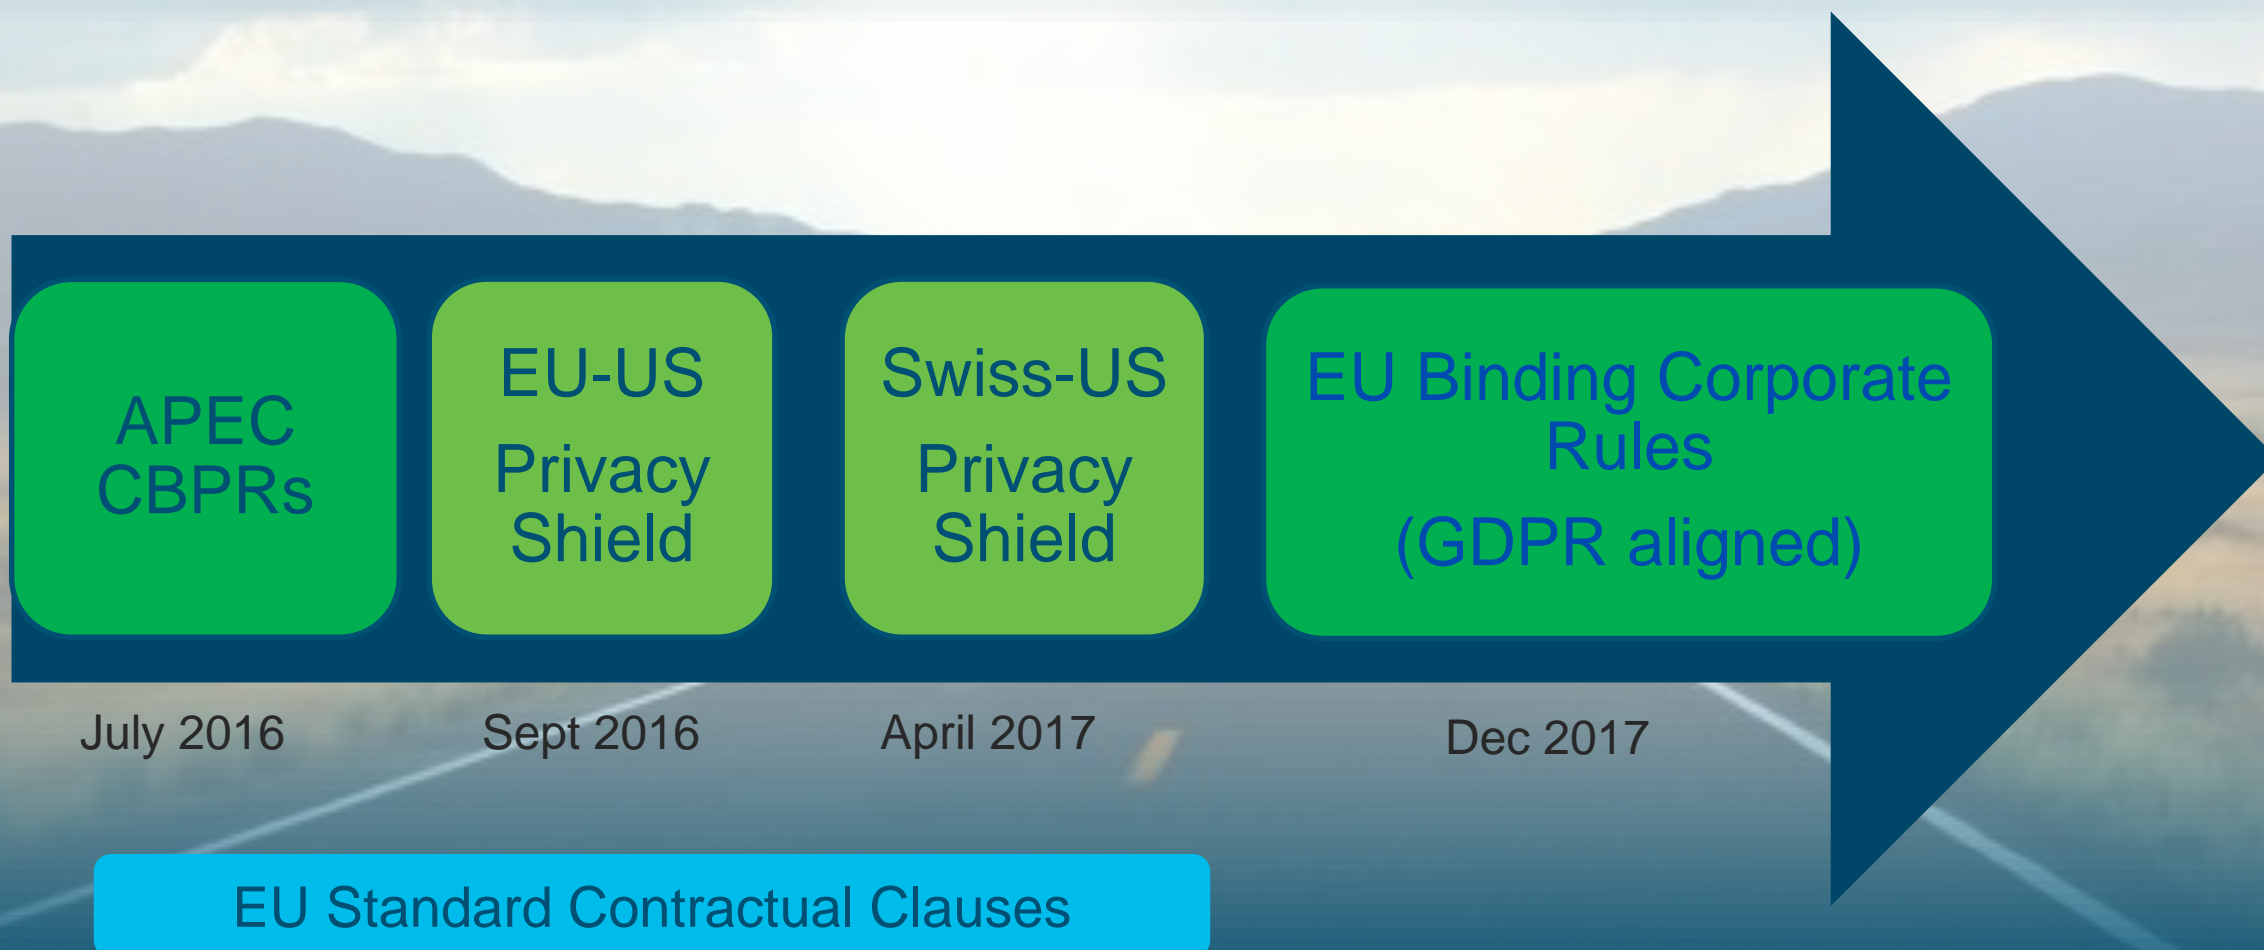 APEC
CBPRs
EU-US
Privacy
Shield
Swiss-US
Privacy
Shield
EU Binding Corporate
Rules
(GDPR aligned)
July 2016
Sept 2016
April 2017
Dec 2017
EU Standard Contractual Clauses